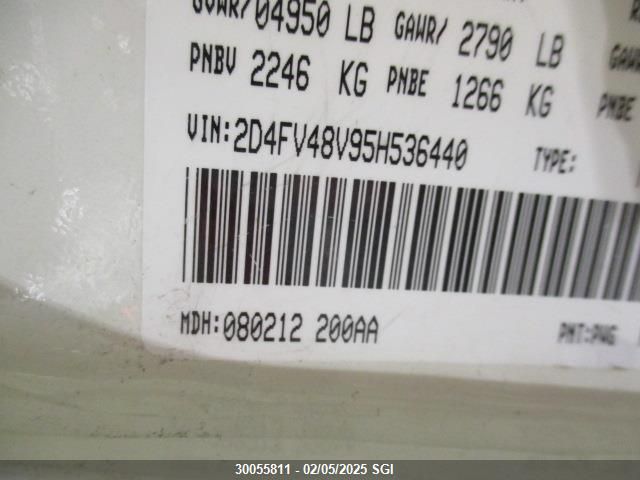 GVWR/04950 LB GAWR/ 2790 LB
PNBV 2246 KG PNBE 1266 KG PNBE
VIN:2D4FV48V95H536440 TYPE:
MDH:080212 200AA PNT:PWG
30055811 - 02/05/2025 SGI